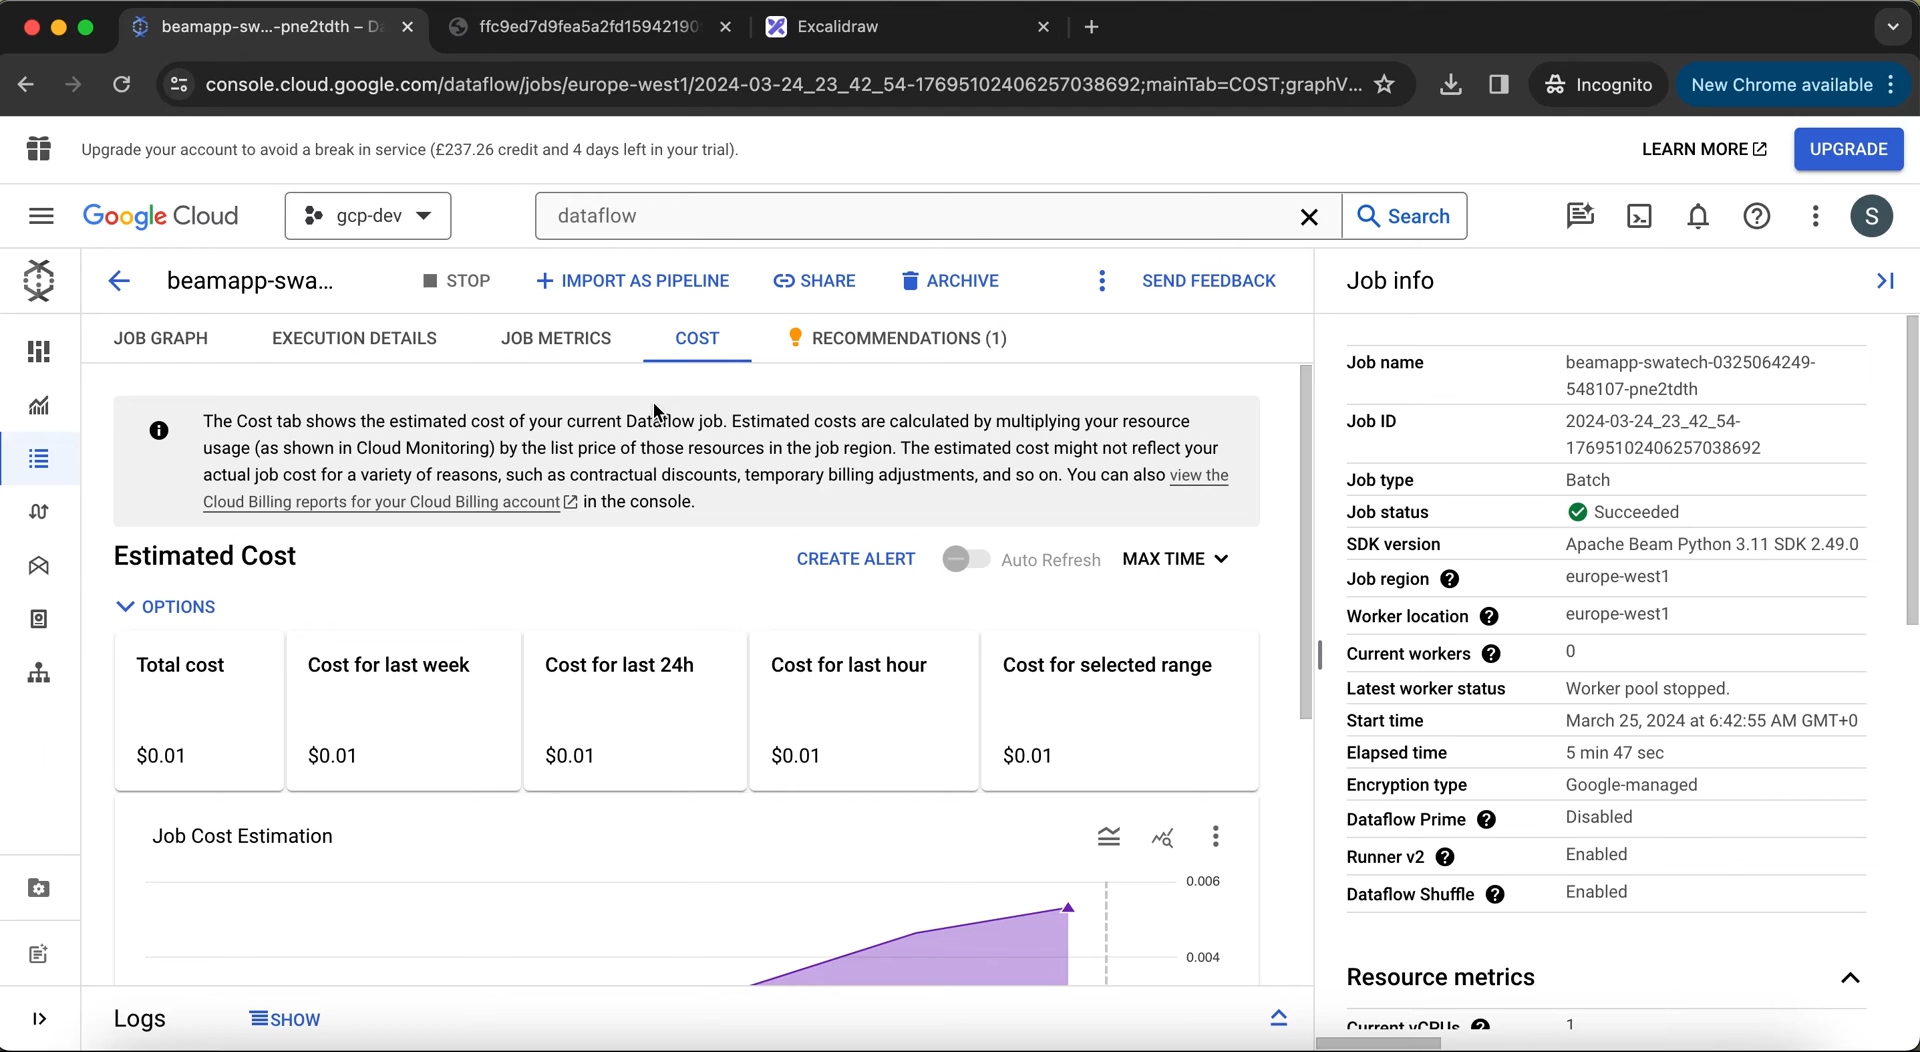 beamapp-sw...-pne2tdth – Da
ffc9ed7d9fea5a2fd15942190
Excalidraw
console.cloud.google.com/dataflow/jobs/europe-west1/2024-03-24_23_42_54-17695102406257038692;mainTab=COST;graphV...
Incognito
New Chrome available
Upgrade your account to avoid a break in service (£237.26 credit and 4 days left in your trial).
LEARN MORE
UPGRADE
Google Cloud
gcp-dev
dataflow
Search
S
beamapp-swa...
STOP
IMPORT AS PIPELINE
SHARE
ARCHIVE
SEND FEEDBACK
JOB GRAPH
EXECUTION DETAILS
JOB METRICS
COST
RECOMMENDATIONS (1)
The Cost tab shows the estimated cost of your current Dataflow job. Estimated costs are calculated by multiplying your resource
usage (as shown in Cloud Monitoring) by the list price of those resources in the job region. The estimated cost might not reflect your
actual job cost for a variety of reasons, such as contractual discounts, temporary billing adjustments, and so on. You can also view the
Cloud Billing reports for your Cloud Billing account in the console.
Estimated Cost
CREATE ALERT
Auto Refresh
MAX TIME
OPTIONS
Total cost
$0.01
Cost for last week
$0.01
Cost for last 24h
$0.01
Cost for last hour
$0.01
Cost for selected range
$0.01
Job Cost Estimation
0.006
0.004
Logs
SHOW
Job info
Job name
beamapp-swatech-0325064249-
548107-pne2tdth
Job ID
2024-03-24_23_42_54-
17695102406257038692
Job type
Batch
Job status
Succeeded
SDK version
Apache Beam Python 3.11 SDK 2.49.0
Job region
europe-west1
Worker location
europe-west1
Current workers
0
Latest worker status
Worker pool stopped.
Start time
March 25, 2024 at 6:42:55 AM GMT+0
Elapsed time
5 min 47 sec
Encryption type
Google-managed
Dataflow Prime
Disabled
Runner v2
Enabled
Dataflow Shuffle
Enabled
Resource metrics
Current vCPUs
1